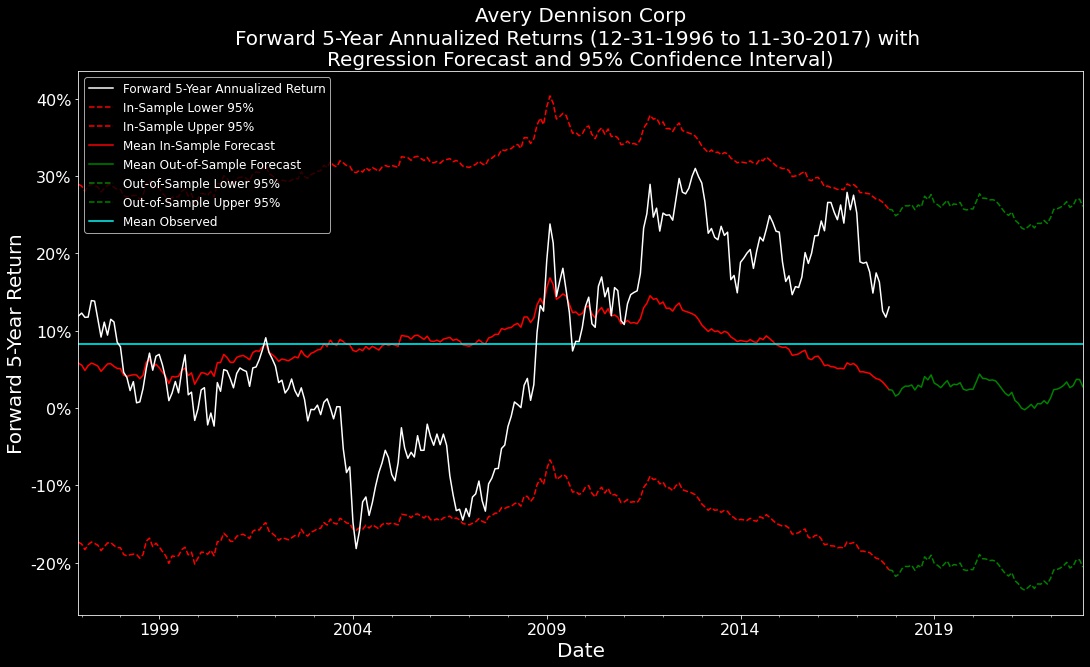 Avery Dennison Corp
Forward 5-Year Annualized Returns (12-31-1996 to 11-30-2017) with
Regression Forecast and 95% Confidence Interval)
Forward 5-Year Annualized Return
In-Sample Lower 95%
In-Sample Upper 95%
Mean In-Sample Forecast
Mean Out-of-Sample Forecast
Out-of-Sample Lower 95%
Out-of-Sample Upper 95%
Mean Observed
Forward 5-Year Return
40%
30%
20%
10%
0%
-10%
-20%
1999 2004 2009 2014 2019
Date